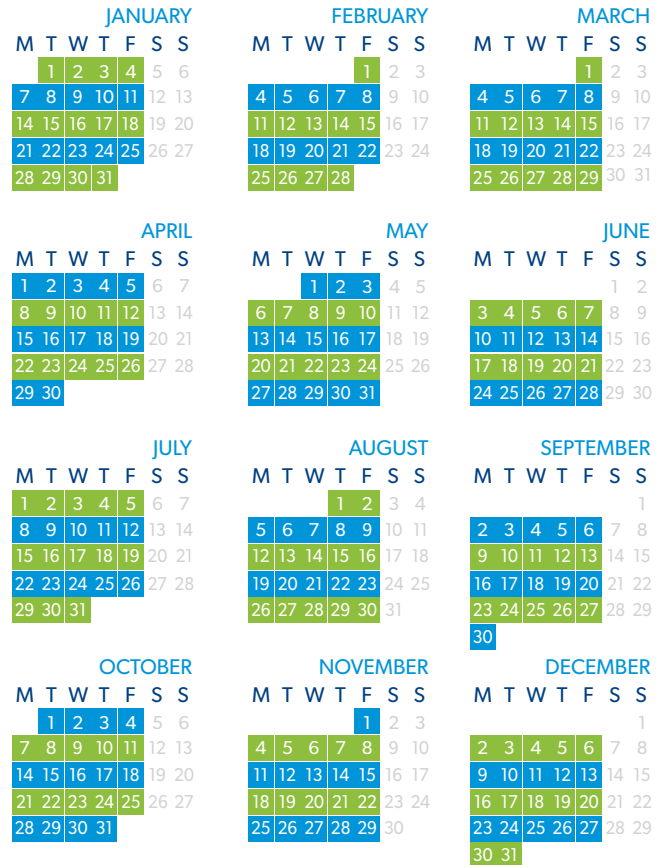 JANUARY
M T W T F S S
1 2 3 4 5 6
7 8 9 10 11 12 13
14 15 16 17 18 19 20
21 22 23 24 25 26 27
28 29 30 31
FEBRUARY
M T W T F S S
1 2 3
4 5 6 7 8 9 10
11 12 13 14 15 16 17
18 19 20 21 22 23 24
25 26 27 28
MARCH
M T W T F S S
1 2 3
4 5 6 7 8 9 10
11 12 13 14 15 16 17
18 19 20 21 22 23 24
25 26 27 28 29 30 31
APRIL
M T W T F S S
1 2 3 4 5 6 7
8 9 10 11 12 13 14
15 16 17 18 19 20 21
22 23 24 25 26 27 28
29 30
MAY
M T W T F S S
1 2 3 4 5
6 7 8 9 10 11 12
13 14 15 16 17 18 19
20 21 22 23 24 25 26
27 28 29 30 31
JUNE
M T W T F S S
1 2
3 4 5 6 7 8 9
10 11 12 13 14 15 16
17 18 19 20 21 22 23
24 25 26 27 28 29 30
JULY
M T W T F S S
1 2 3 4 5 6 7
8 9 10 11 12 13 14
15 16 17 18 19 20 21
22 23 24 25 26 27 28
29 30 31
AUGUST
M T W T F S S
1 2 3 4
5 6 7 8 9 10 11
12 13 14 15 16 17 18
19 20 21 22 23 24 25
26 27 28 29 30 31
SEPTEMBER
M T W T F S S
1
2 3 4 5 6 7 8
9 10 11 12 13 14 15
16 17 18 19 20 21 22
23 24 25 26 27 28 29
30
OCTOBER
M T W T F S S
1 2 3 4 5 6
7 8 9 10 11 12 13
14 15 16 17 18 19 20
21 22 23 24 25 26 27
28 29 30 31
NOVEMBER
M T W T F S S
1 2 3
4 5 6 7 8 9 10
11 12 13 14 15 16 17
18 19 20 21 22 23 24
25 26 27 28 29 30
DECEMBER
M T W T F S S
1
2 3 4 5 6 7 8
9 10 11 12 13 14 15
16 17 18 19 20 21 22
23 24 25 26 27 28 29
30 31